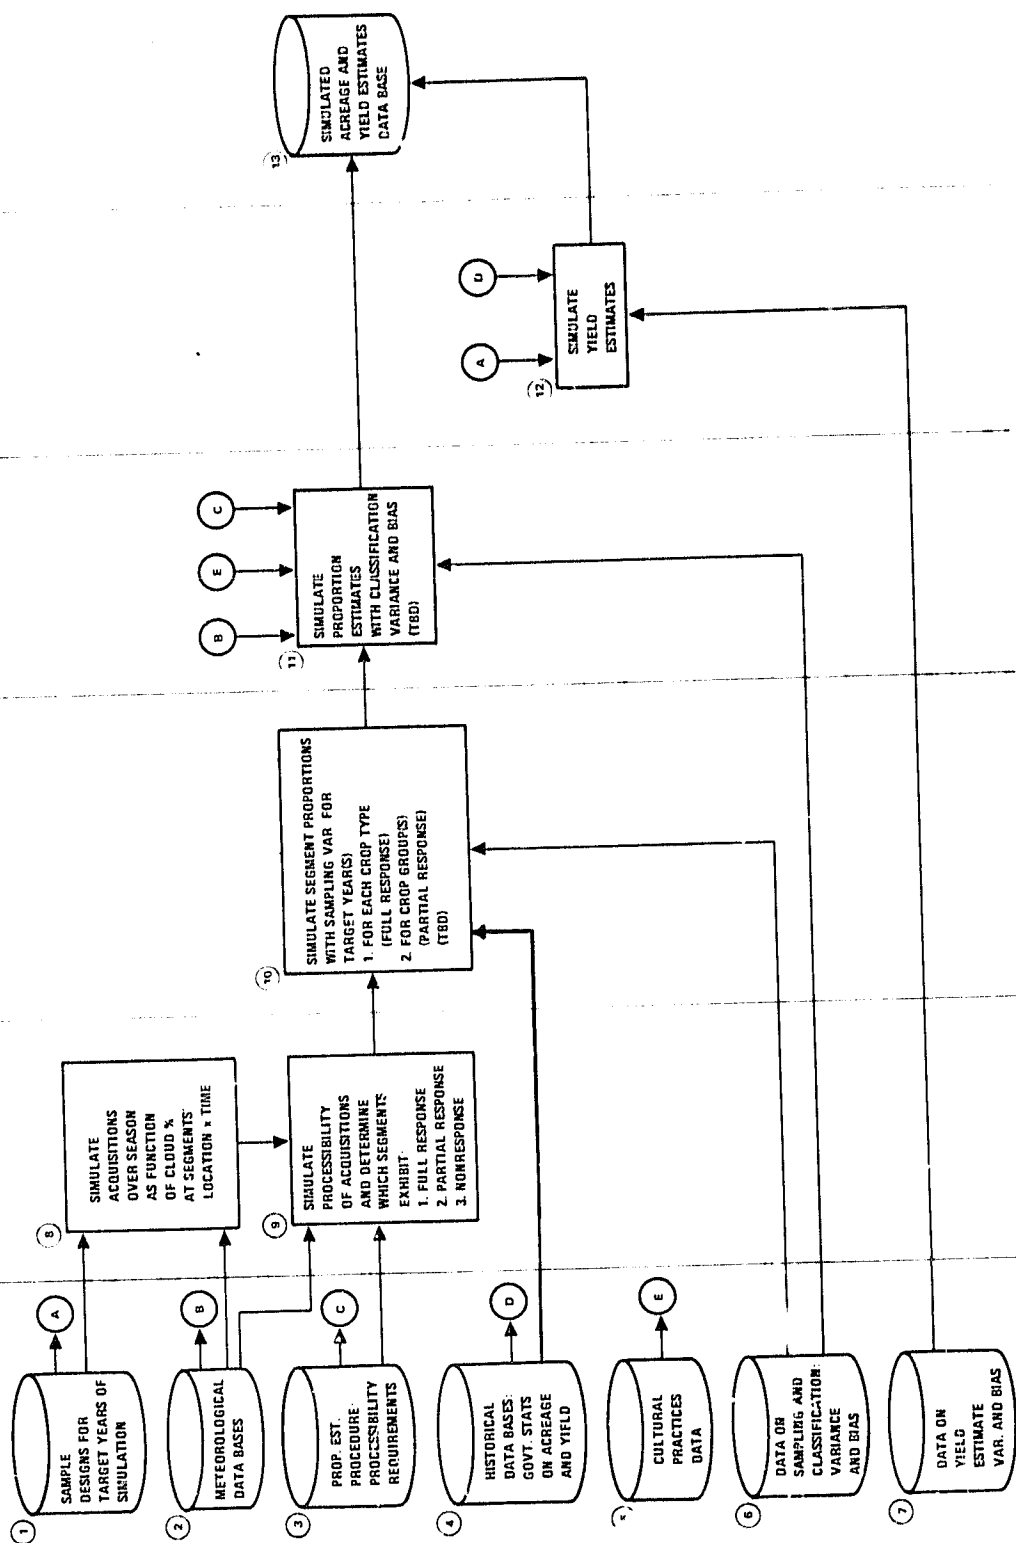 1
SAMPLE
DESIGNS FOR
TARGET YEARS OF
SIMULATION
A
2
METEOROLOGICAL
DATA BASES
B
3
PROP. EST.
PROCEDURE
PROCESSIBILITY
REQUIREMENTS
C
4
HISTORICAL
DATA BASES:
GOVT. STATS
ON ACREAGE
AND YIELD
D
5
CULTURAL
PRACTICES
DATA
E
6
DATA ON
SAMPLING AND
CLASSIFICATION:
VARIANCE
AND BIAS
7
DATA ON
YIELD
ESTIMATE
VAR. AND BIAS
8
SIMULATE
ACQUISITIONS
OVER SEASON
AS FUNCTION
OF CLOUD %
AT SEGMENTS'
LOCATION x TIME
9
SIMULATE
PROCESSIBILITY
OF ACQUISITIONS
AND DETERMINE
WHICH SEGMENTS
EXHIBIT:
1. FULL RESPONSE
2. PARTIAL RESPONSE
3. NONRESPONSE
10
SIMULATE SEGMENT PROPORTIONS
WITH SAMPLING VAR FOR
TARGET YEAR(S)
1. FOR EACH CROP TYPE
(FULL RESPONSE)
2. FOR CROP GROUP(S)
(PARTIAL RESPONSE)
(TBD)
B
E
C
11
SIMULATE
PROPORTION
ESTIMATES
WITH CLASSIFICATION
VARIANCE AND BIAS
(TBD)
A
D
12
SIMULATE
YIELD
ESTIMATES
13
SIMULATED
ACREAGE AND
YIELD ESTIMATES
DATA BASE